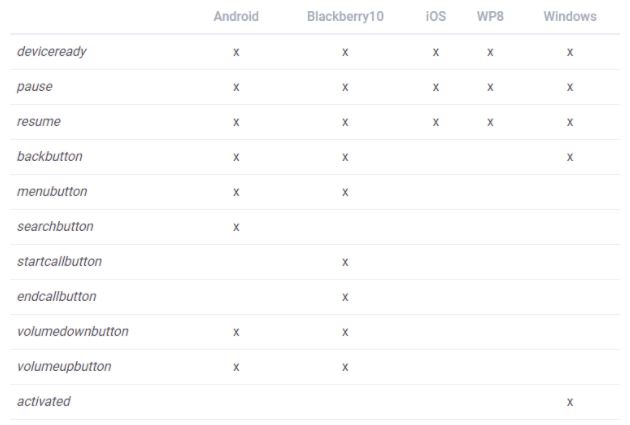 Android Blackberry10 iOS WP8 Windows
deviceready x x x x x
pause x x x x x
resume x x x x x
backbutton x x x
menubutton x x
searchbutton x
startcallbutton x
endcallbutton x
volumedownbutton x x
volumeupbutton x x
activated x